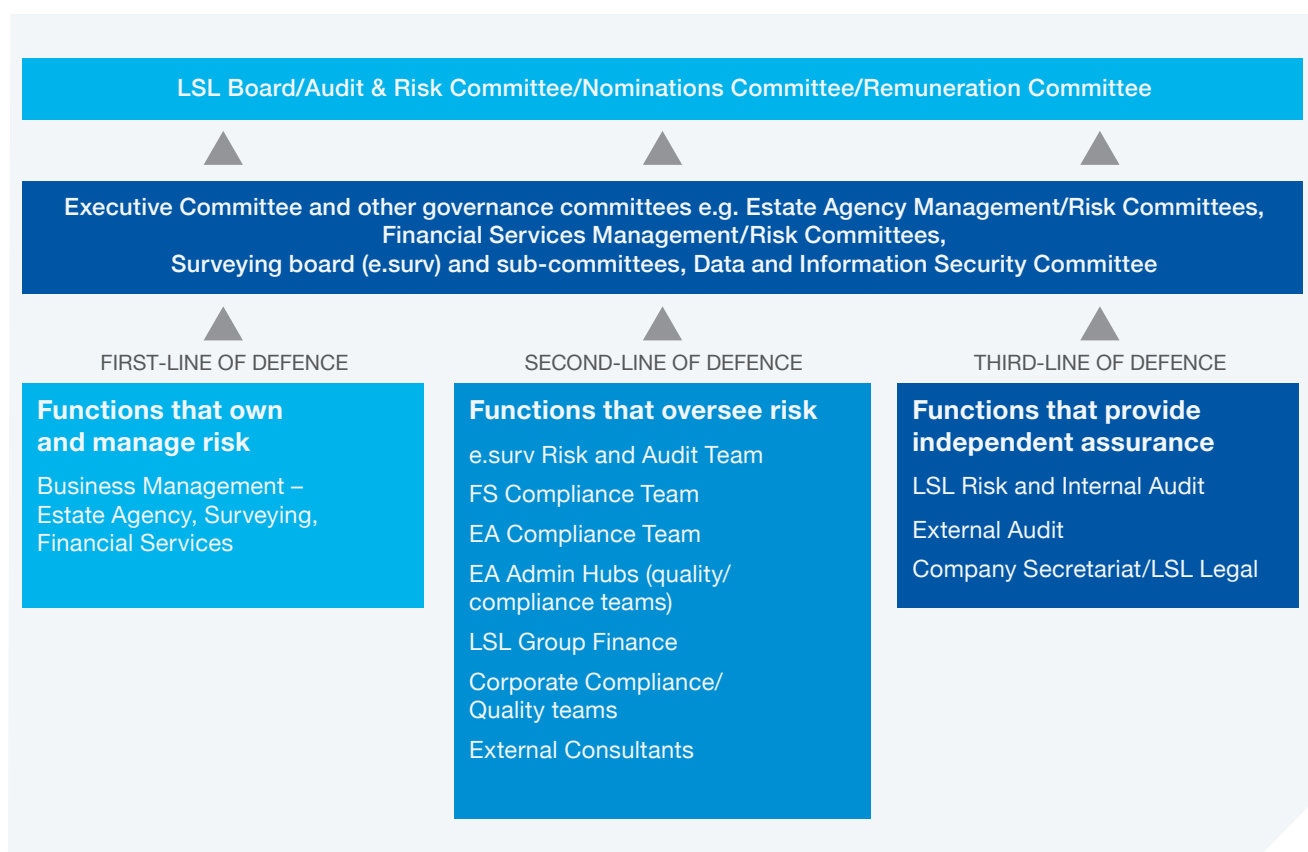 LSL Board/Audit & Risk Committee/Nominations Committee/Remuneration Committee
Executive Committee and other governance committees e.g. Estate Agency Management/Risk Committees,
Financial Services Management/Risk Committees,
Surveying board (e.surv) and sub-committees, Data and Information Security Committee
FIRST-LINE OF DEFENCE
Functions that own
and manage risk
Business Management –
Estate Agency, Surveying,
Financial Services
SECOND-LINE OF DEFENCE
Functions that oversee risk
e.surv Risk and Audit Team
FS Compliance Team
EA Compliance Team
EA Admin Hubs (quality/
compliance teams)
LSL Group Finance
Corporate Compliance/
Quality teams
External Consultants
THIRD-LINE OF DEFENCE
Functions that provide
independent assurance
LSL Risk and Internal Audit
External Audit
Company Secretariat/LSL Legal